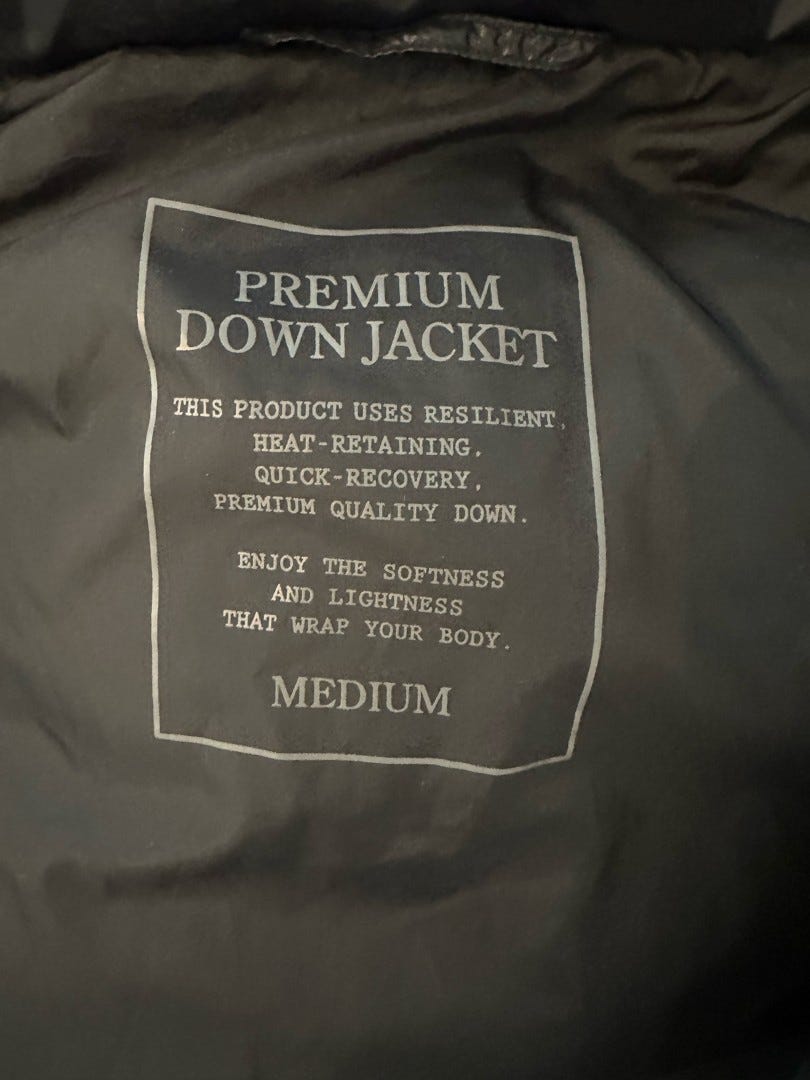 PREMIUM
DOWN JACKET
THIS PRODUCT USES RESILIENT,
HEAT-RETAINING.
QUICK-RECOVERY,
PREMIUM QUALITY DOWN.
ENJOY THE SOFTNESS
AND LIGHTNESS
THAT WRAP YOUR BODY.
MEDIUM